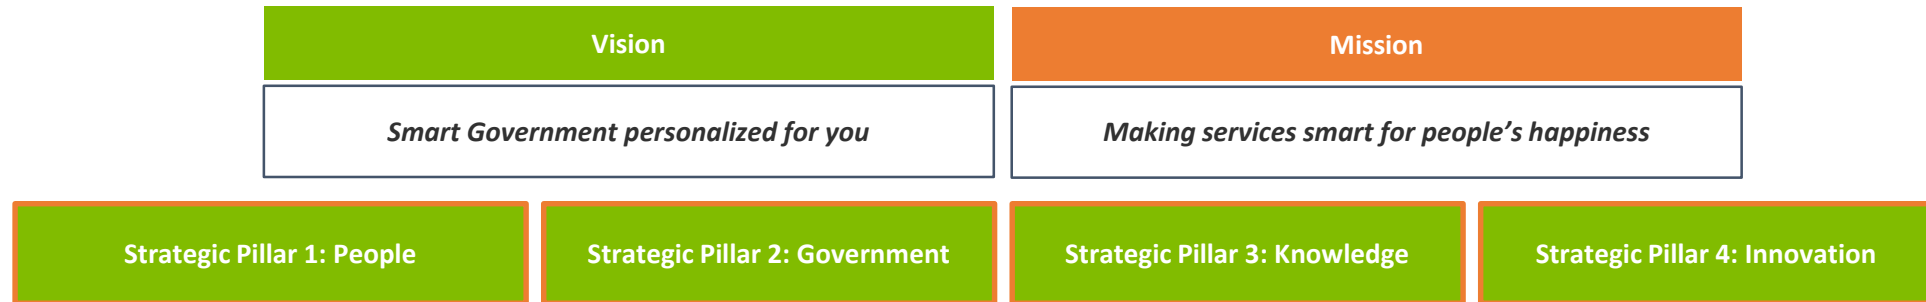 Vision
Mission
Smart Government personalized for you
Making services smart for people’s happiness
Strategic Pillar 1: People
Strategic Pillar 2: Government
Strategic Pillar 3: Knowledge
Strategic Pillar 4: Innovation